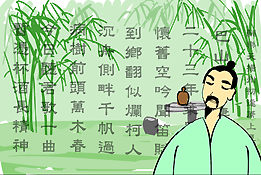 巴山
二十三年
懷舊空吟聞笛賦
到鄉翻似爛柯人
沉舟側畔千帆過
病樹前頭萬木春
今日聽君歌一曲
暫憑杯酒長精神